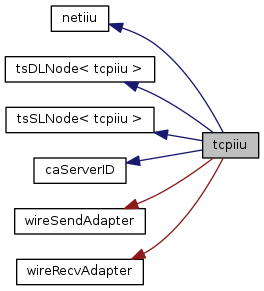 netiiu
tsDLNode< tcpiiu >
tsSLNode< tcpiiu >
tcpiiu
caServerID
wireSendAdapter
wireRecvAdapter